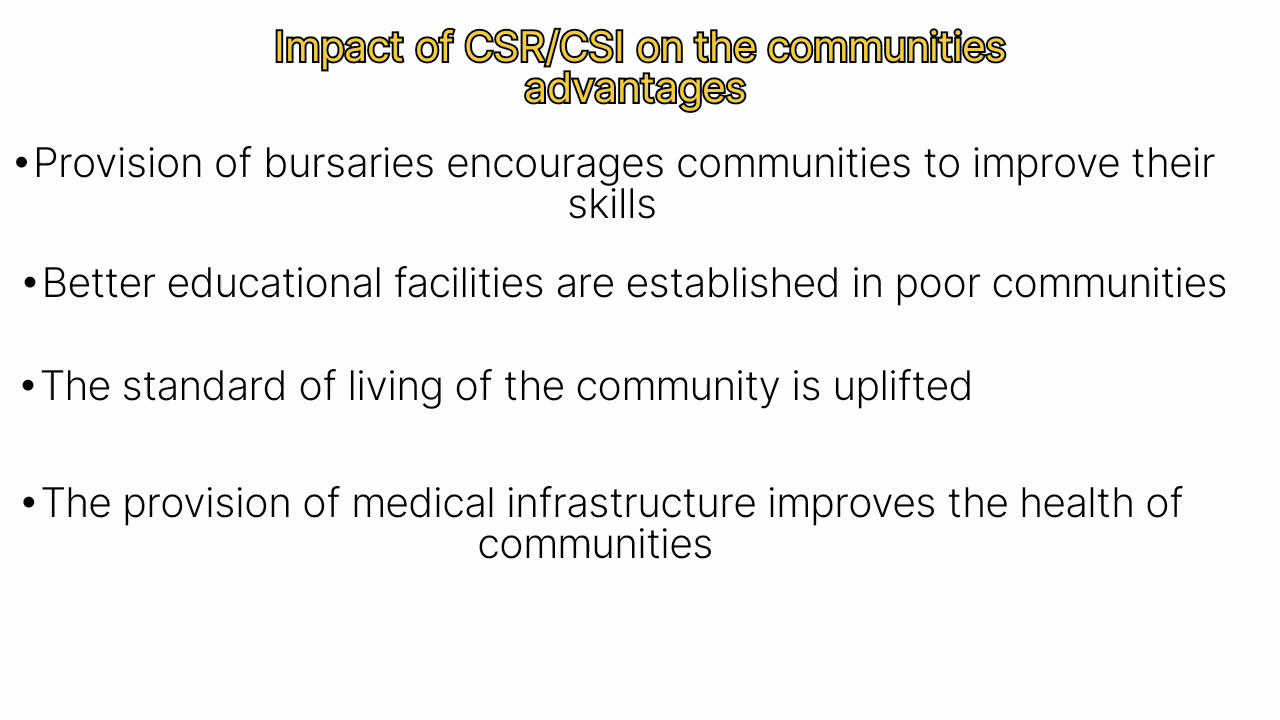 Impact of CSR/CSI on the communities
advantages
•Provision of bursaries encourages communities to improve their
skills
•Better educational facilities are established in poor communities
•The standard of living of the community is uplifted
•The provision of medical infrastructure improves the health of
communities